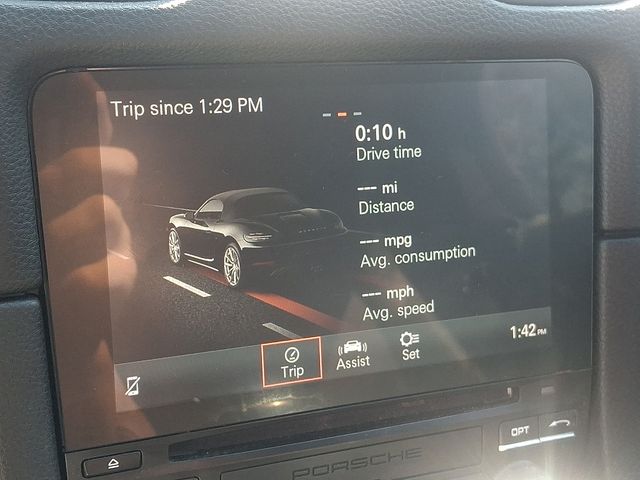 Trip since 1:29 PM
0:10 h
Drive time
--- mi
Distance
--- mpg
Avg. consumption
--- mph
Avg. speed
Trip
Assist
Set
1:42 PM
OPT
PORSCHE